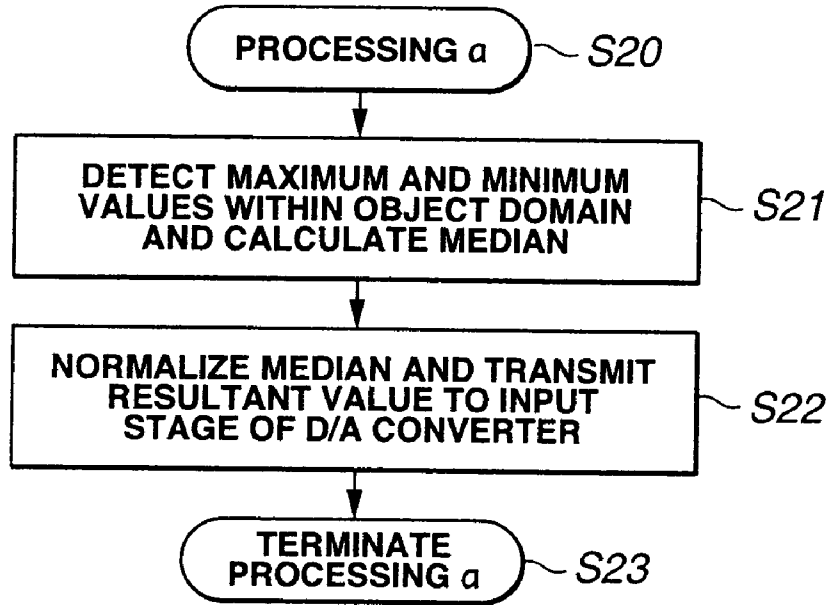 PROCESSING α
S20
DETECT MAXIMUM AND MINIMUM
VALUES WITHIN OBJECT DOMAIN
AND CALCULATE MEDIAN
S21
NORMALIZE MEDIAN AND TRANSMIT
RESULTANT VALUE TO INPUT
STAGE OF D/A CONVERTER
S22
TERMINATE
PROCESSING α
S23